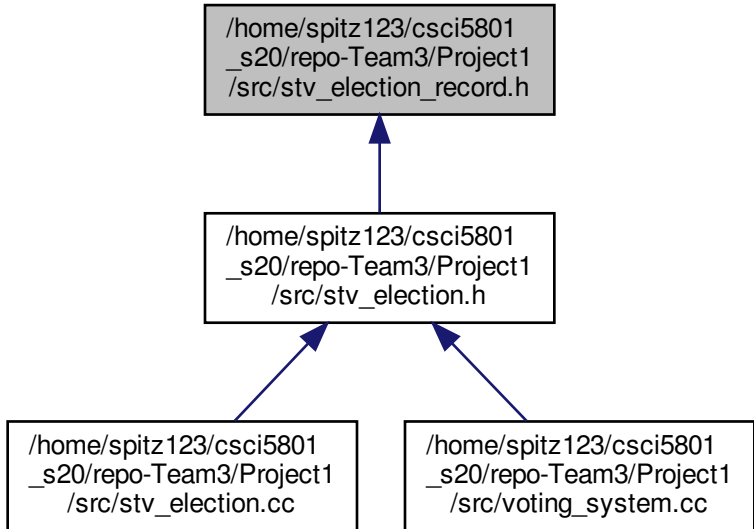 /home/spitz123/csci5801
_s20/repo-Team3/Project1
/src/stv_election_record.h
/home/spitz123/csci5801
_s20/repo-Team3/Project1
/src/stv_election.h
/home/spitz123/csci5801
_s20/repo-Team3/Project1
/src/stv_election.cc
/home/spitz123/csci5801
_s20/repo-Team3/Project1
/src/voting_system.cc